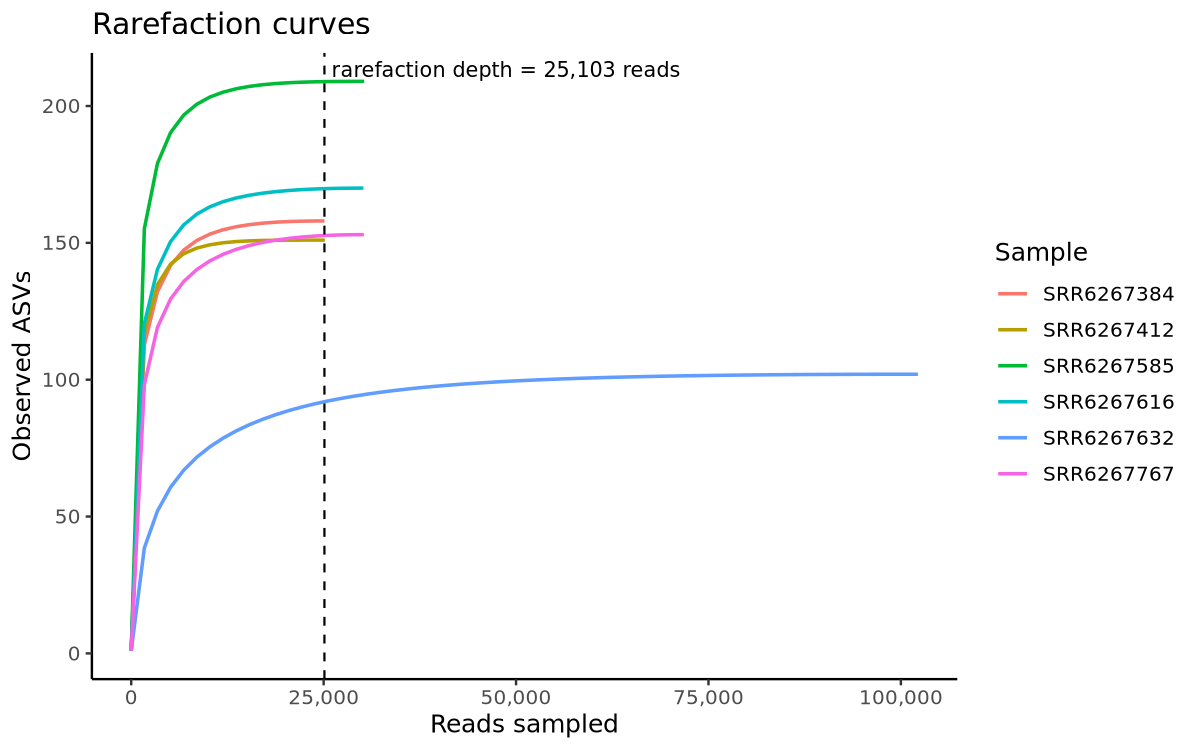 Rarefaction curves
rarefaction depth = 25,103 reads
200
150
100
50
0
Observed ASVs
0 25,000 50,000 75,000 100,000
Reads sampled
Sample
SRR6267384
SRR6267412
SRR6267585
SRR6267616
SRR6267632
SRR6267767